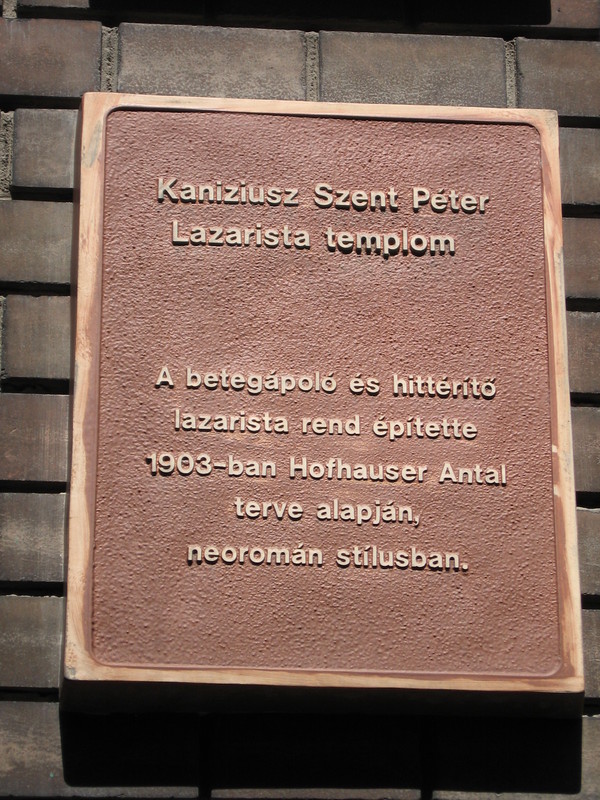 Kaniziusz Szent Péter
Lazarista templom
A betegápoló és hittérítő
lazarista rend építette
1903-ban Hofhauser Antal
terve alapján,
neoromán stílusban.